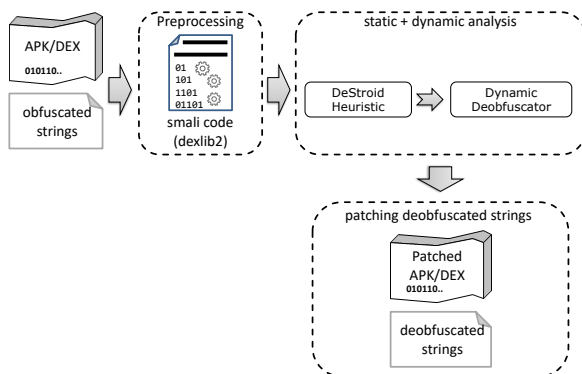 APK/DEX
010110..
obfuscated
strings
Preprocessing
01
101
1101
01101
smali code
(dexlib2)
static + dynamic analysis
DeStroid
Heuristic
Dynamic
Deobfuscator
patching deobfuscated strings
Patched
APK/DEX
010110..
deobfuscated
strings